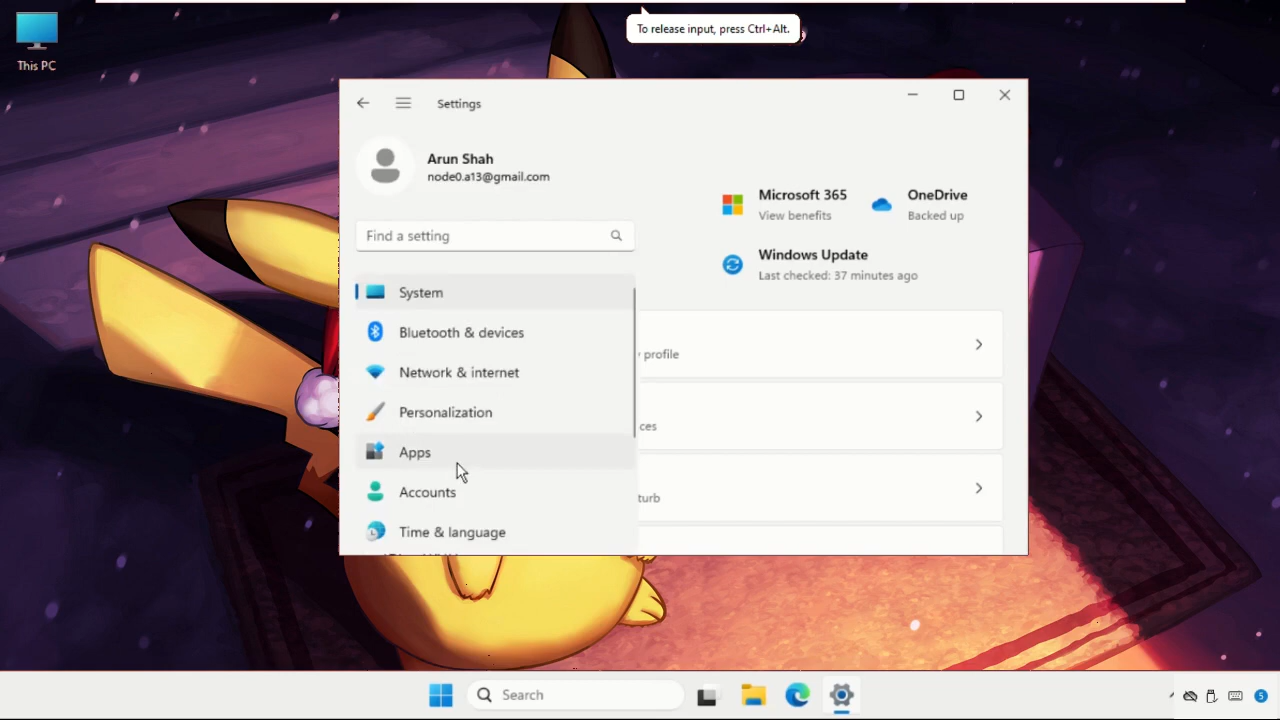 To release input, press Ctrl+Alt.
This PC
Settings
Arun Shah
node0.a13@gmail.com
Find a setting
Microsoft 365
View benefits
OneDrive
Backed up
Windows Update
Last checked: 37 minutes ago
System
Bluetooth & devices
Network & internet
Personalization
Apps
Accounts
Time & language
profile
ces
turb
Search
5